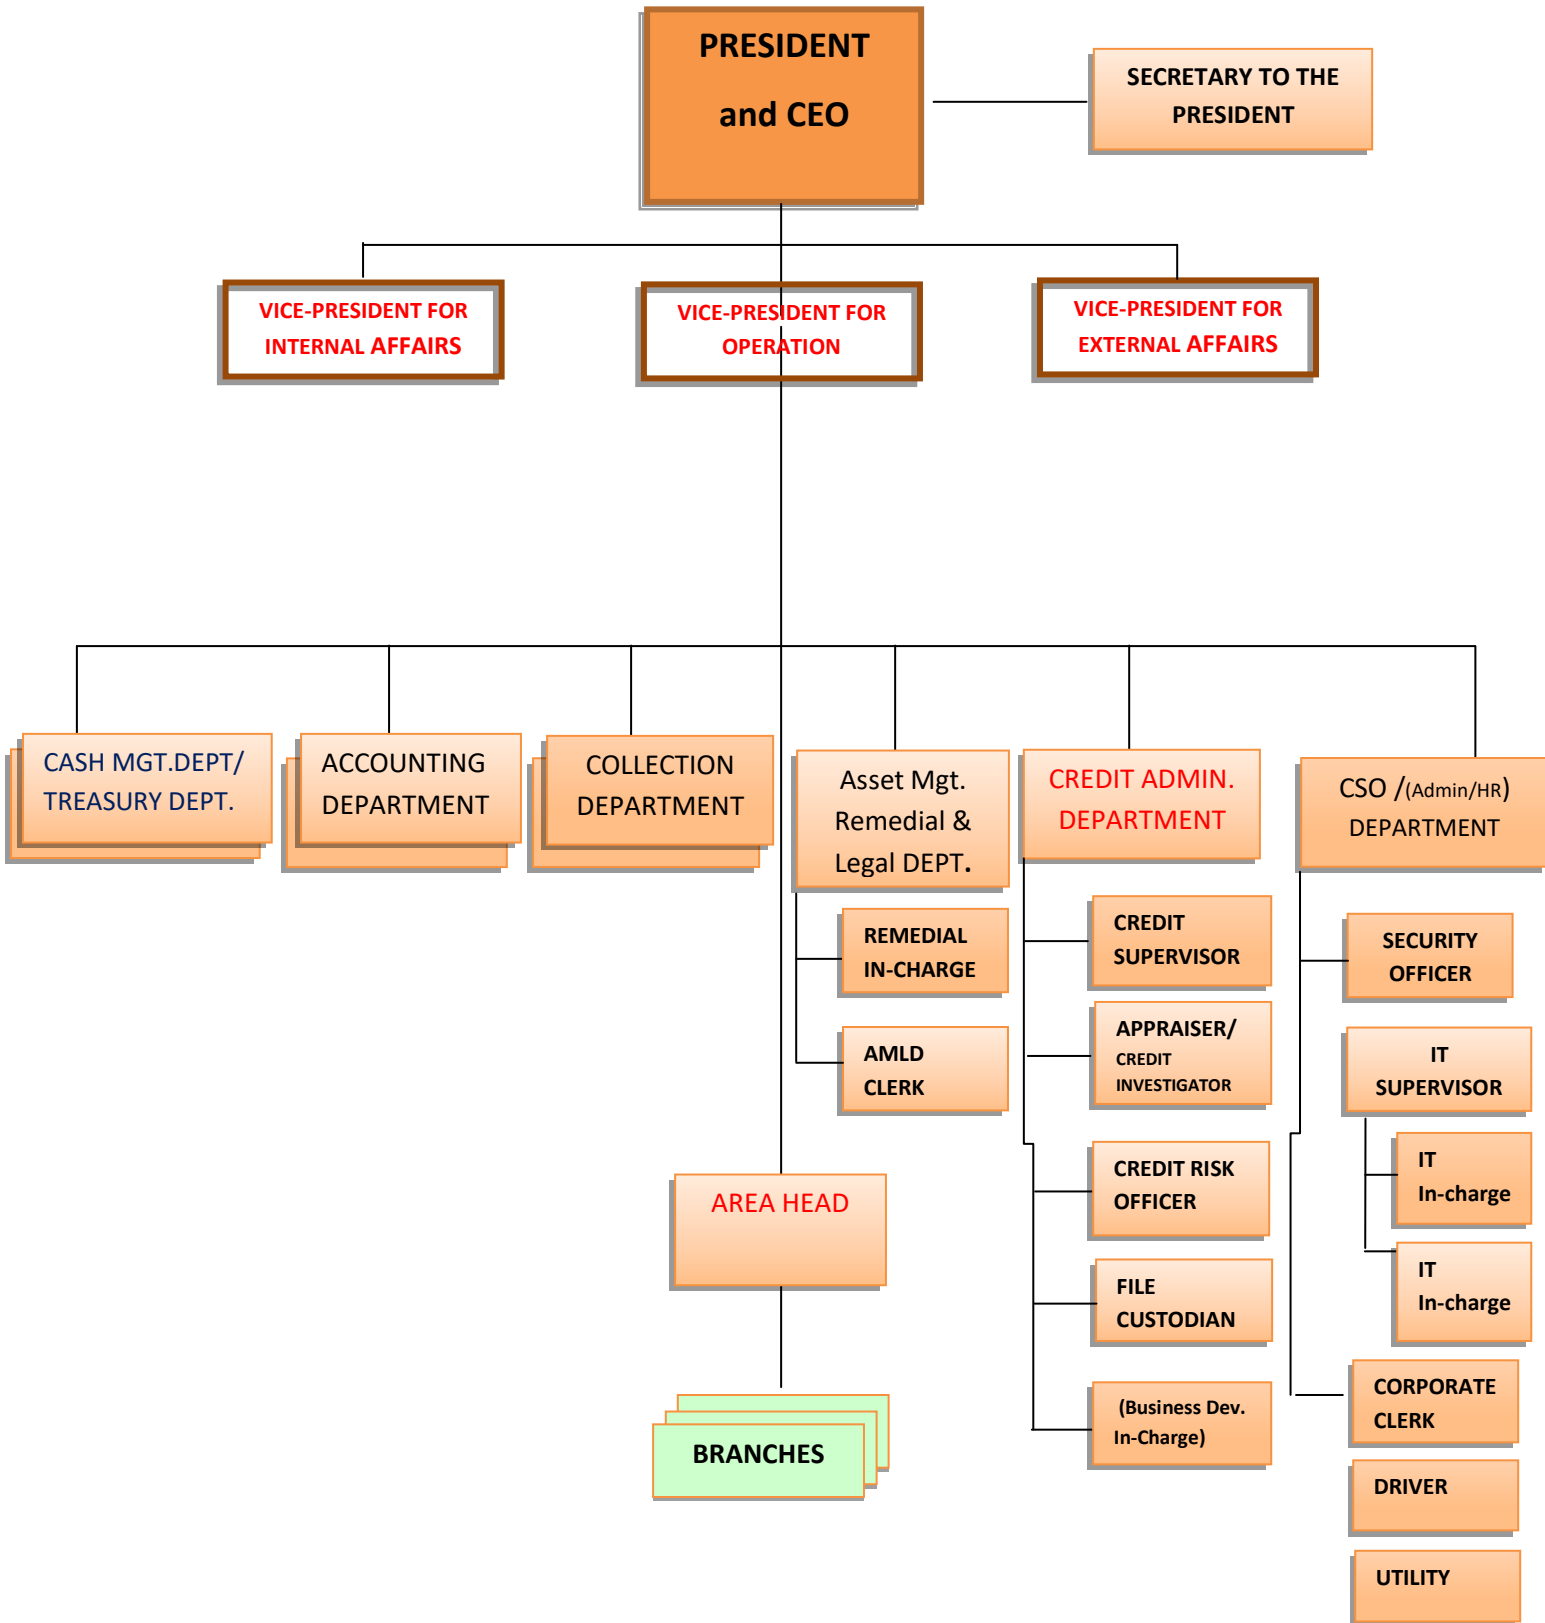 PRESIDENT
and CEO
SECRETARY TO THE
PRESIDENT
VICE-PRESIDENT FOR
INTERNAL AFFAIRS
VICE-PRESIDENT FOR
OPERATION
VICE-PRESIDENT FOR
EXTERNAL AFFAIRS
CASH MGT.DEPT/
TREASURY DEPT.
ACCOUNTING
DEPARTMENT
COLLECTION
DEPARTMENT
Asset Mgt.
Remedial &
Legal DEPT.
CREDIT ADMIN.
DEPARTMENT
CSO /(Admin/HR)
DEPARTMENT
REMEDIAL
IN-CHARGE
AMLD
CLERK
CREDIT
SUPERVISOR
APPRAISER/
CREDIT
INVESTIGATOR
CREDIT RISK
OFFICER
FILE
CUSTODIAN
(Business Dev.
In-Charge)
SECURITY
OFFICER
IT
SUPERVISOR
IT
In-charge
IT
In-charge
CORPORATE
CLERK
DRIVER
UTILITY
AREA HEAD
BRANCHES